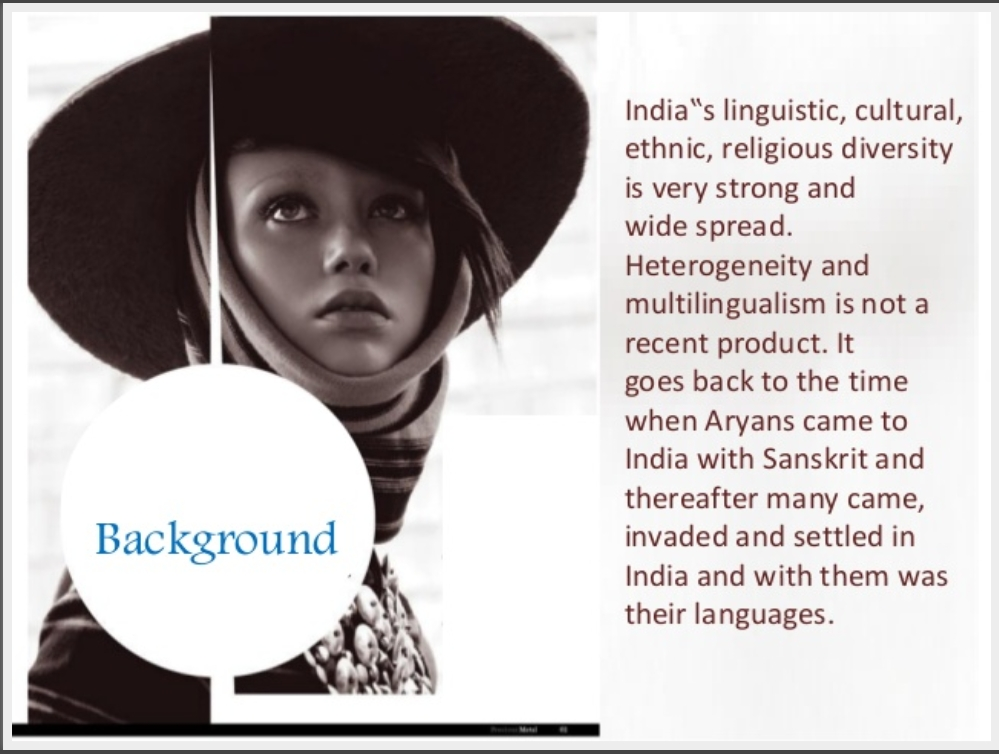 Background
India‟s linguistic, cultural,
ethnic, religious diversity
is very strong and
wide spread.
Heterogeneity and
multilingualism is not a
recent product. It
goes back to the time
when Aryans came to
India with Sanskrit and
thereafter many came,
invaded and settled in
India and with them was
their languages.
Metal